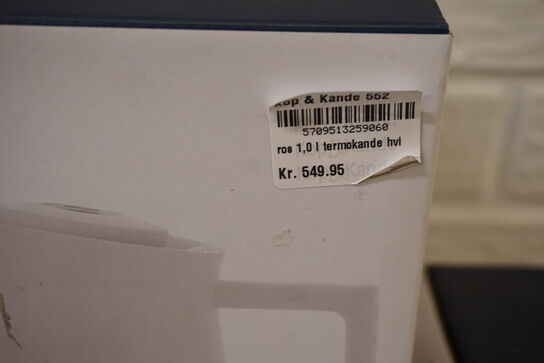 Kop & Kande 552
5709513259060
ros 1,0 l termokande hvi
Kr. 549.95